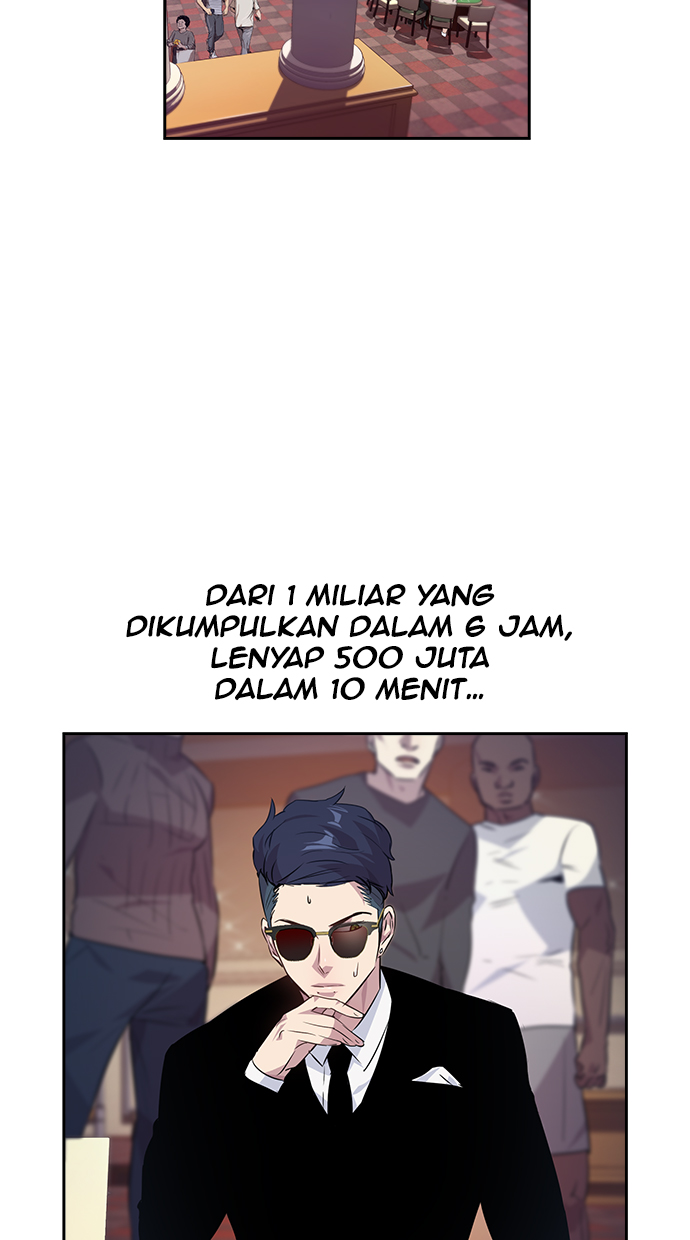 DARI 1 MILIAR YANG
DIKUMPULKAN DALAM 6 JAM,
LENYAP 500 JUTA
DALAM 10 MENIT...